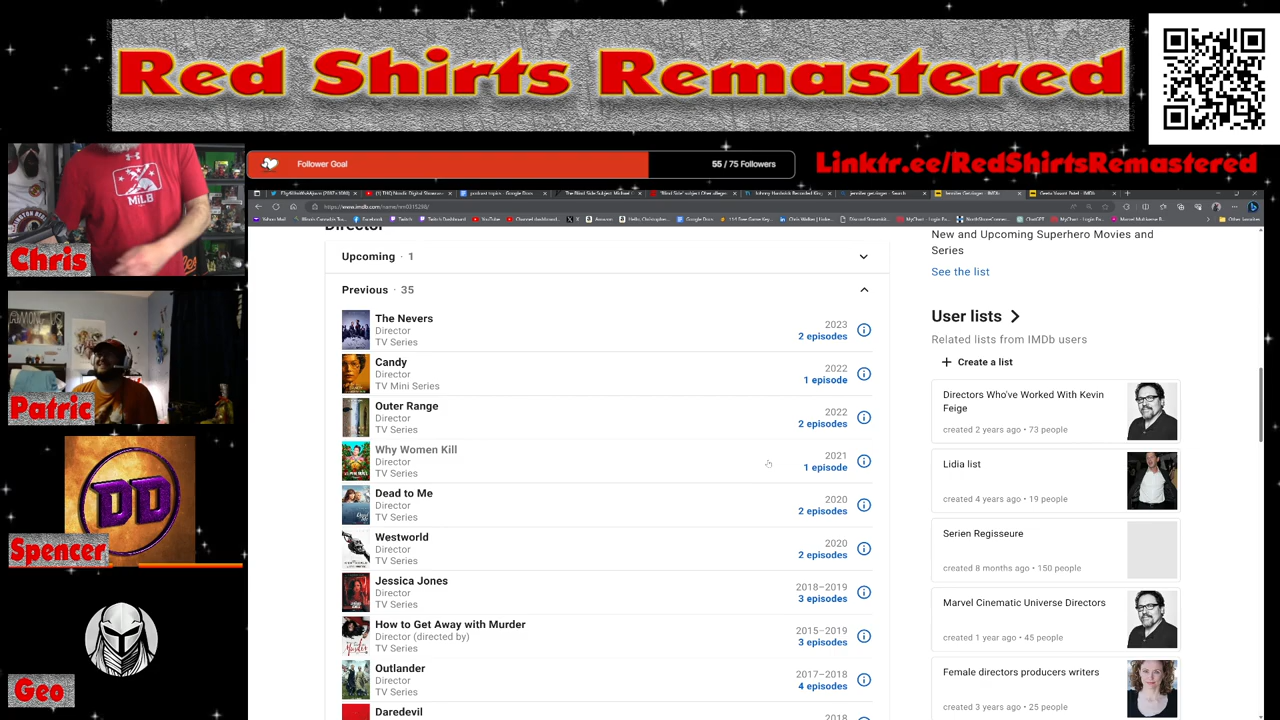 Red Shirts Remastered
Follower Goal
55 / 75 Followers
Linktr.ee/RedShirtsRemastered
MiLB
Chris
AMONG US
Patric
DD
Spencer
Geo
https://www.imdb.com/name/nm0315298/
Director
Upcoming · 1
Previous · 35
The Nevers
Director
TV Series
2023
2 episodes
Candy
Director
TV Mini Series
2022
1 episode
Outer Range
Director
TV Series
2022
2 episodes
Why Women Kill
Director
TV Series
2021
1 episode
Dead to Me
Director
TV Series
2020
2 episodes
Westworld
Director
TV Series
2020
2 episodes
Jessica Jones
Director
TV Series
2018–2019
3 episodes
How to Get Away with Murder
Director (directed by)
TV Series
2015–2019
3 episodes
Outlander
Director
TV Series
2017–2018
4 episodes
Daredevil
2018
New and Upcoming Superhero Movies and
Series
See the list
User lists
Related lists from IMDb users
Create a list
Directors Who've Worked With Kevin
Feige
created 2 years ago • 73 people
Lidia list
created 4 years ago • 19 people
Serien Regisseure
created 8 months ago • 150 people
Marvel Cinematic Universe Directors
created 1 year ago • 45 people
Female directors producers writers
created 3 years ago • 25 people